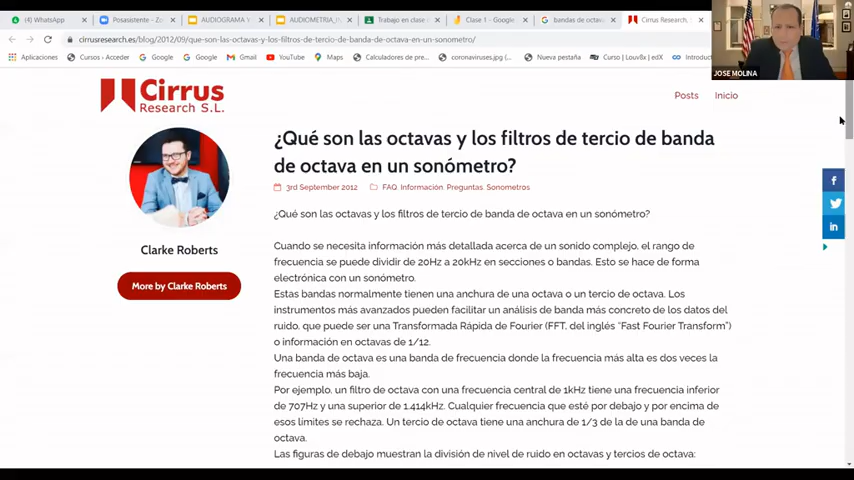 (4) WhatsApp
Posasistente - Zo
AUDIOGRAMA Y
AUDIOMETRIA_I
Trabajo en clase
Clase 1 - Google
bandas de octava
Cirrus Research, S.
cirrusresearch.es/blog/2012/09/que-son-las-octavas-y-los-filtros-de-tercio-de-banda-de-octava-en-un-sonometro/
Aplicaciones
Cursos > Acceder
Google
Google
Gmail
YouTube
Maps
Calculadores de pre...
coronaviruses.jpg (...
Nueva pestaña
Curso | Louv8x | edX
Introducti
JOSE MOLINA
Cirrus
Research S.L.
Posts
Inicio
¿Qué son las octavas y los filtros de tercio de banda
de octava en un sonómetro?
3rd September 2012
FAQ, Información, Preguntas, Sonometros
¿Qué son las octavas y los filtros de tercio de banda de octava en un sonómetro?
Cuando se necesita información más detallada acerca de un sonido complejo, el rango de
frecuencia se puede dividir de 20Hz a 20kHz en secciones o bandas. Esto se hace de forma
electrónica con un sonómetro.
Estas bandas normalmente tienen una anchura de una octava o un tercio de octava. Los
instrumentos más avanzados pueden facilitar un análisis de banda más concreto de los datos del
ruido, que puede ser una Transformada Rápida de Fourier (FFT, del inglés “Fast Fourier Transform”)
o información en octavas de 1/12.
Una banda de octava es una banda de frecuencia donde la frecuencia más alta es dos veces la
frecuencia más baja.
Por ejemplo, un filtro de octava con una frecuencia central de 1kHz tiene una frecuencia inferior
de 707Hz y una superior de 1.414kHz. Cualquier frecuencia que esté por debajo y por encima de
esos límites se rechaza. Un tercio de octava tiene una anchura de 1/3 de la de una banda de
octava.
Las figuras de debajo muestran la división de nivel de ruido en octavas y tercios de octava:
Clarke Roberts
More by Clarke Roberts